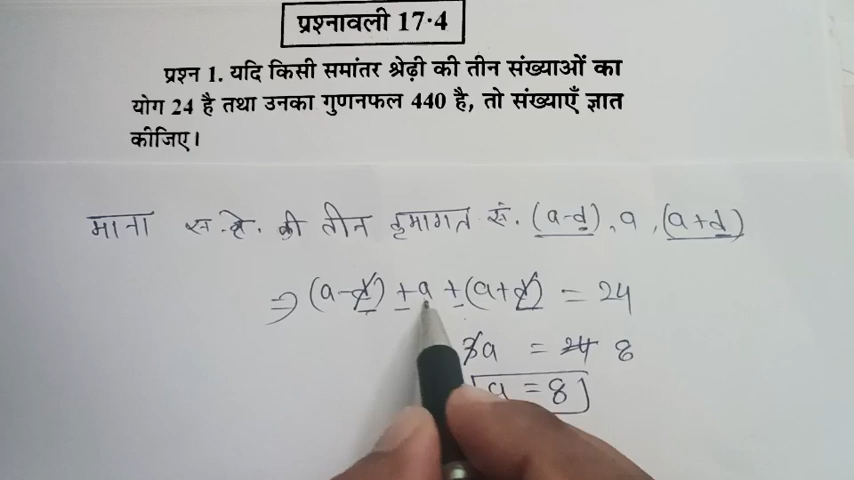 प्रश्नावली 17·4
प्रश्न 1. यदि किसी समांतर श्रेढ़ी की तीन संख्याओं का
योग 24 है तथा उनका गुणनफल 440 है, तो संख्याएँ ज्ञात
कीजिए।
माना स.श्रे. की तीन क्रमागत सं. (a-d), a, (a+d)
⇒ (a-d) + a + (a+d) = 24
3a = 24 8
a = 8